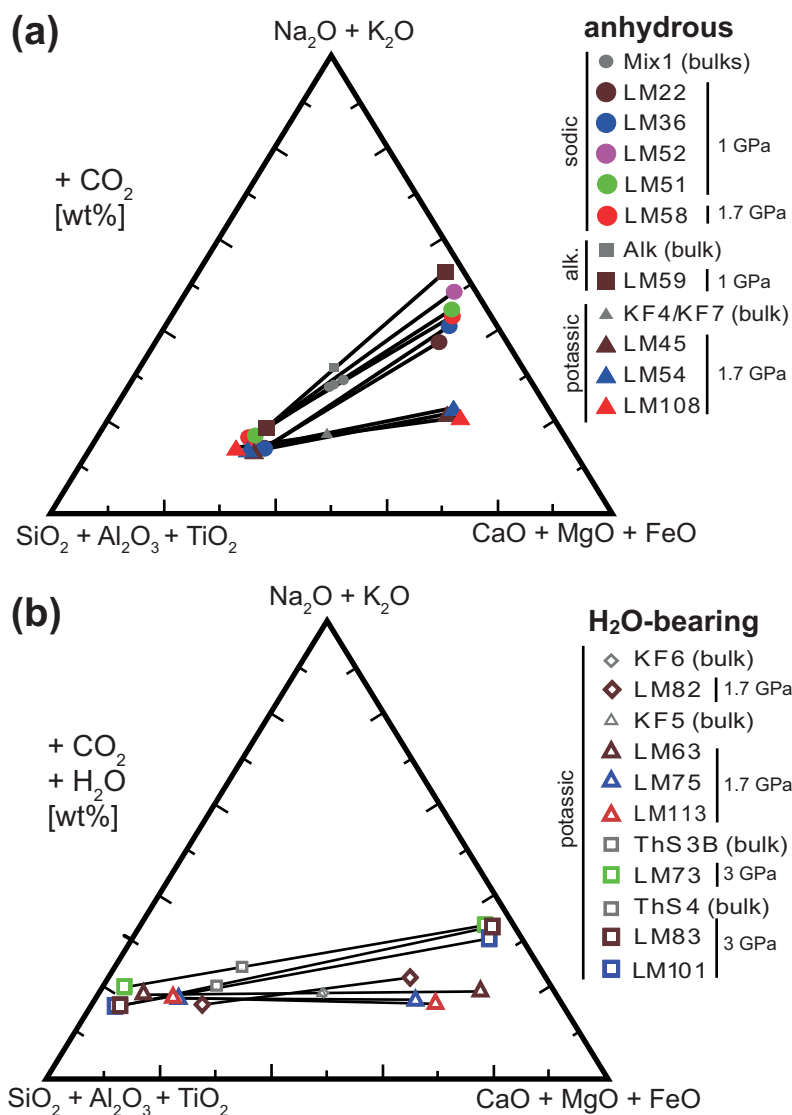 (a)
Na₂O + K₂O
+ CO₂
[wt%]
SiO₂ + Al₂O₃ + TiO₂
CaO + MgO + FeO
anhydrous
sodic
Mix1 (bulks)
LM22
LM36
LM52
LM51
1 GPa
LM58
1.7 GPa
alk.
Alk (bulk)
LM59
1 GPa
potassic
KF4/KF7 (bulk)
LM45
LM54
LM108
1.7 GPa
(b)
Na₂O + K₂O
+ CO₂
+ H₂O
[wt%]
SiO₂ + Al₂O₃ + TiO₂
CaO + MgO + FeO
H₂O-bearing
potassic
KF6 (bulk)
LM82
1.7 GPa
KF5 (bulk)
LM63
LM75
LM113
1.7 GPa
ThS3B (bulk)
LM73
3 GPa
ThS4 (bulk)
LM83
LM101
3 GPa